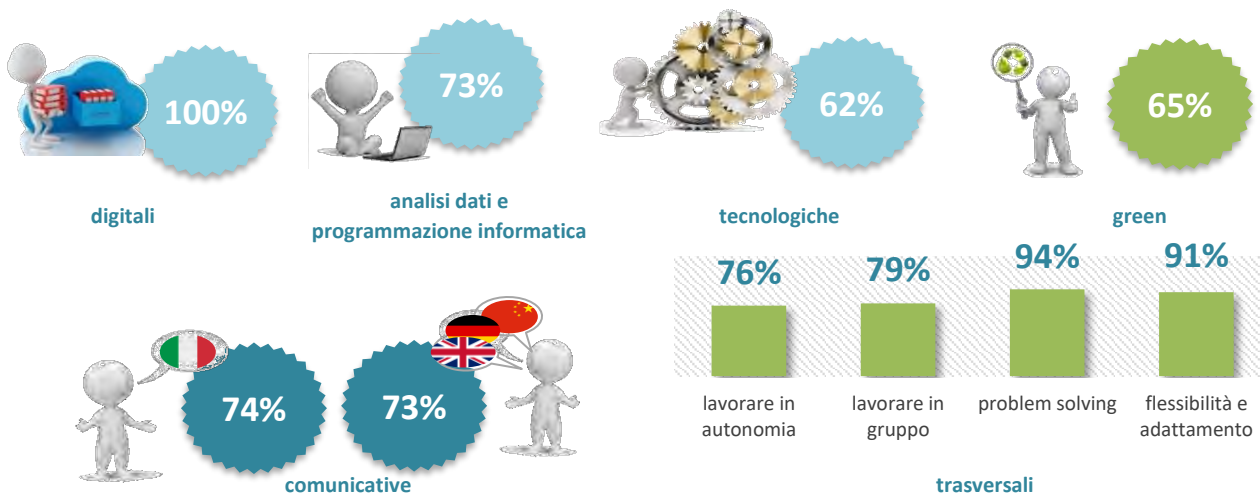 100%
73%
62%
65%
digitali
analisi dati e
programmazione informatica
tecnologiche
green
76%
79%
94%
91%
lavorare in
autonomia
lavorare in
gruppo
problem solving
flessibilità e
adattamento
74%
73%
comunicative
trasversali